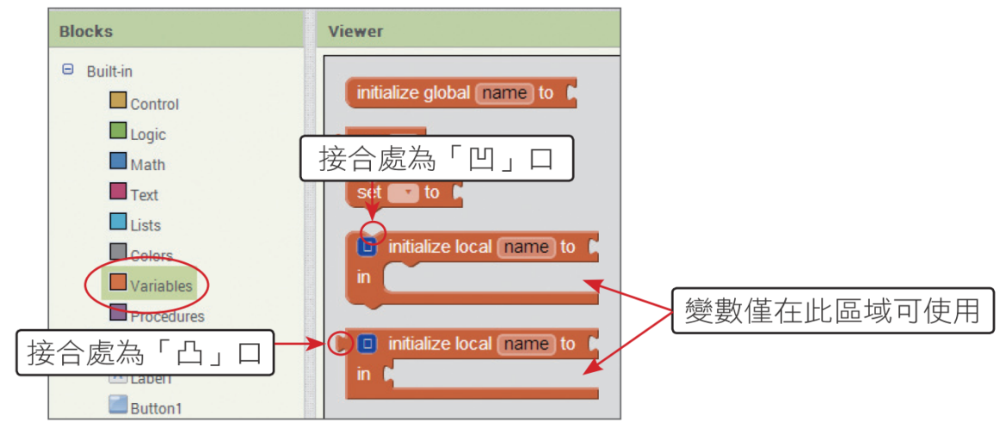 Blocks
Viewer
Built-in
Control
Logic
Math
Text
Lists
Colors
Variables
Procedures
Label1
Button1
initialize global name to
接合處為「凹」口
set to
initialize local name to
in
變數僅在此區域可使用
接合處為「凸」口
initialize local name to
in